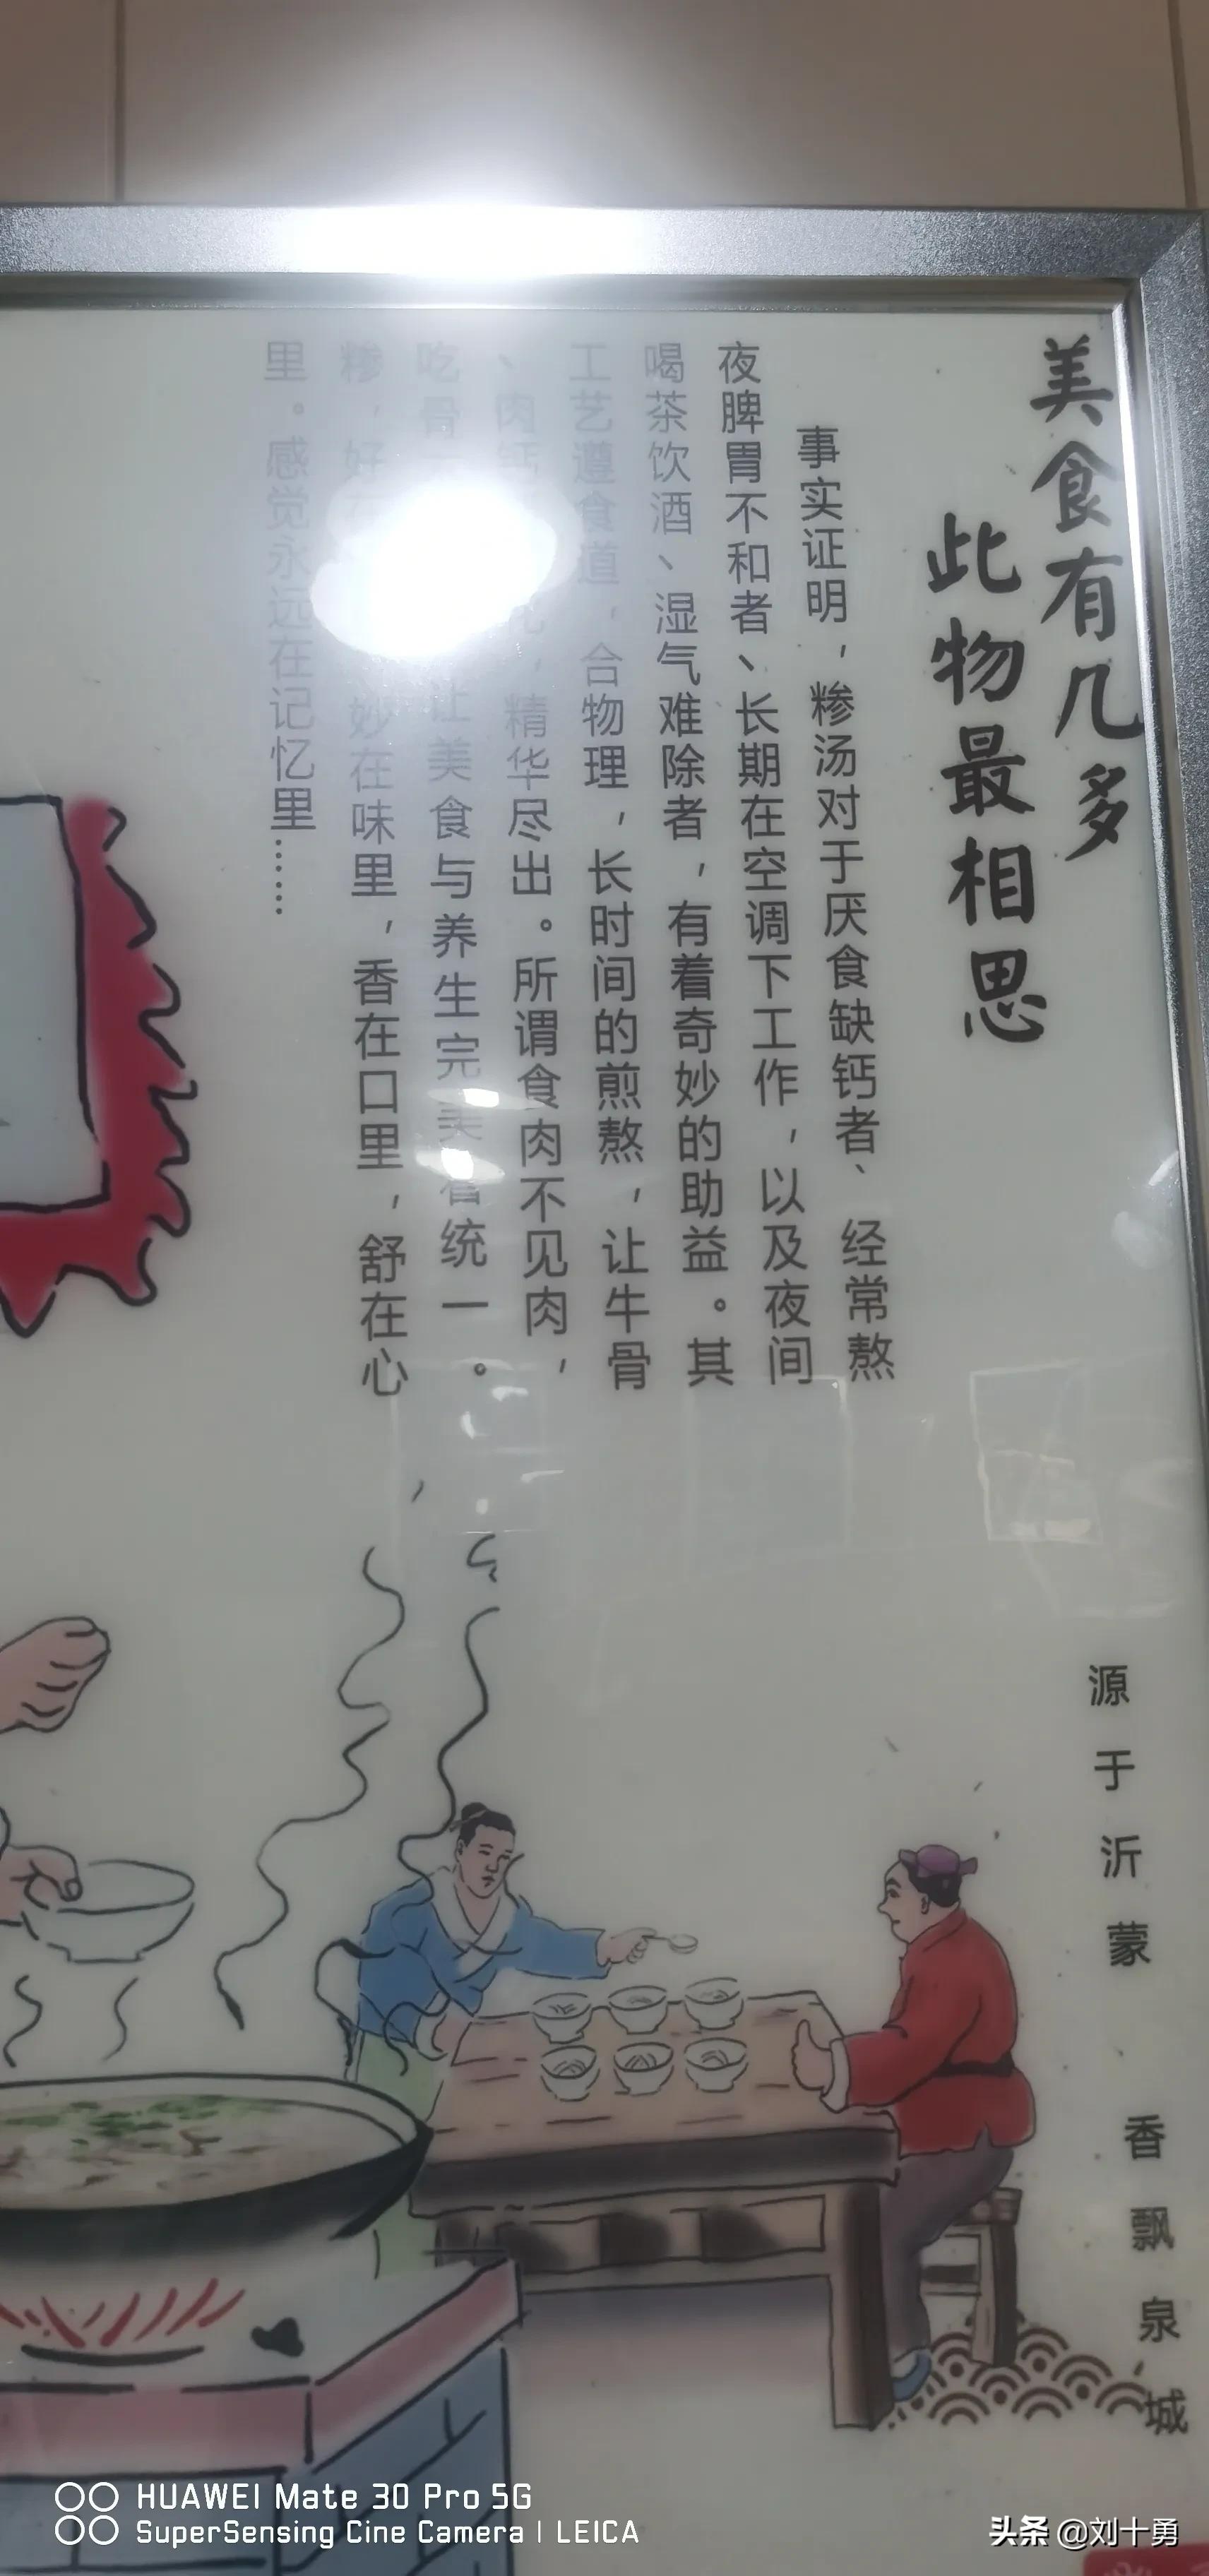 美食有几多
此物最相思
事实证明，糁汤对于厌食缺钙者、经常熬
夜脾胃不和者、长期在空调下工作，以及夜间
喝茶饮酒、湿气难除者，有着奇妙的助益。其
工艺遵食道，合物理，长时间的煎熬，让牛骨
、肉钙，精华尽出。所谓食肉不见肉，
吃骨让美食与养生完美着统一。
糁，好妙在味里，香在口里，舒在心
里。感觉永远在记忆里……
源于沂蒙 香飘泉城
HUAWEI Mate 30 Pro 5G
SuperSensing Cine Camera | LEICA
头条 @刘十勇